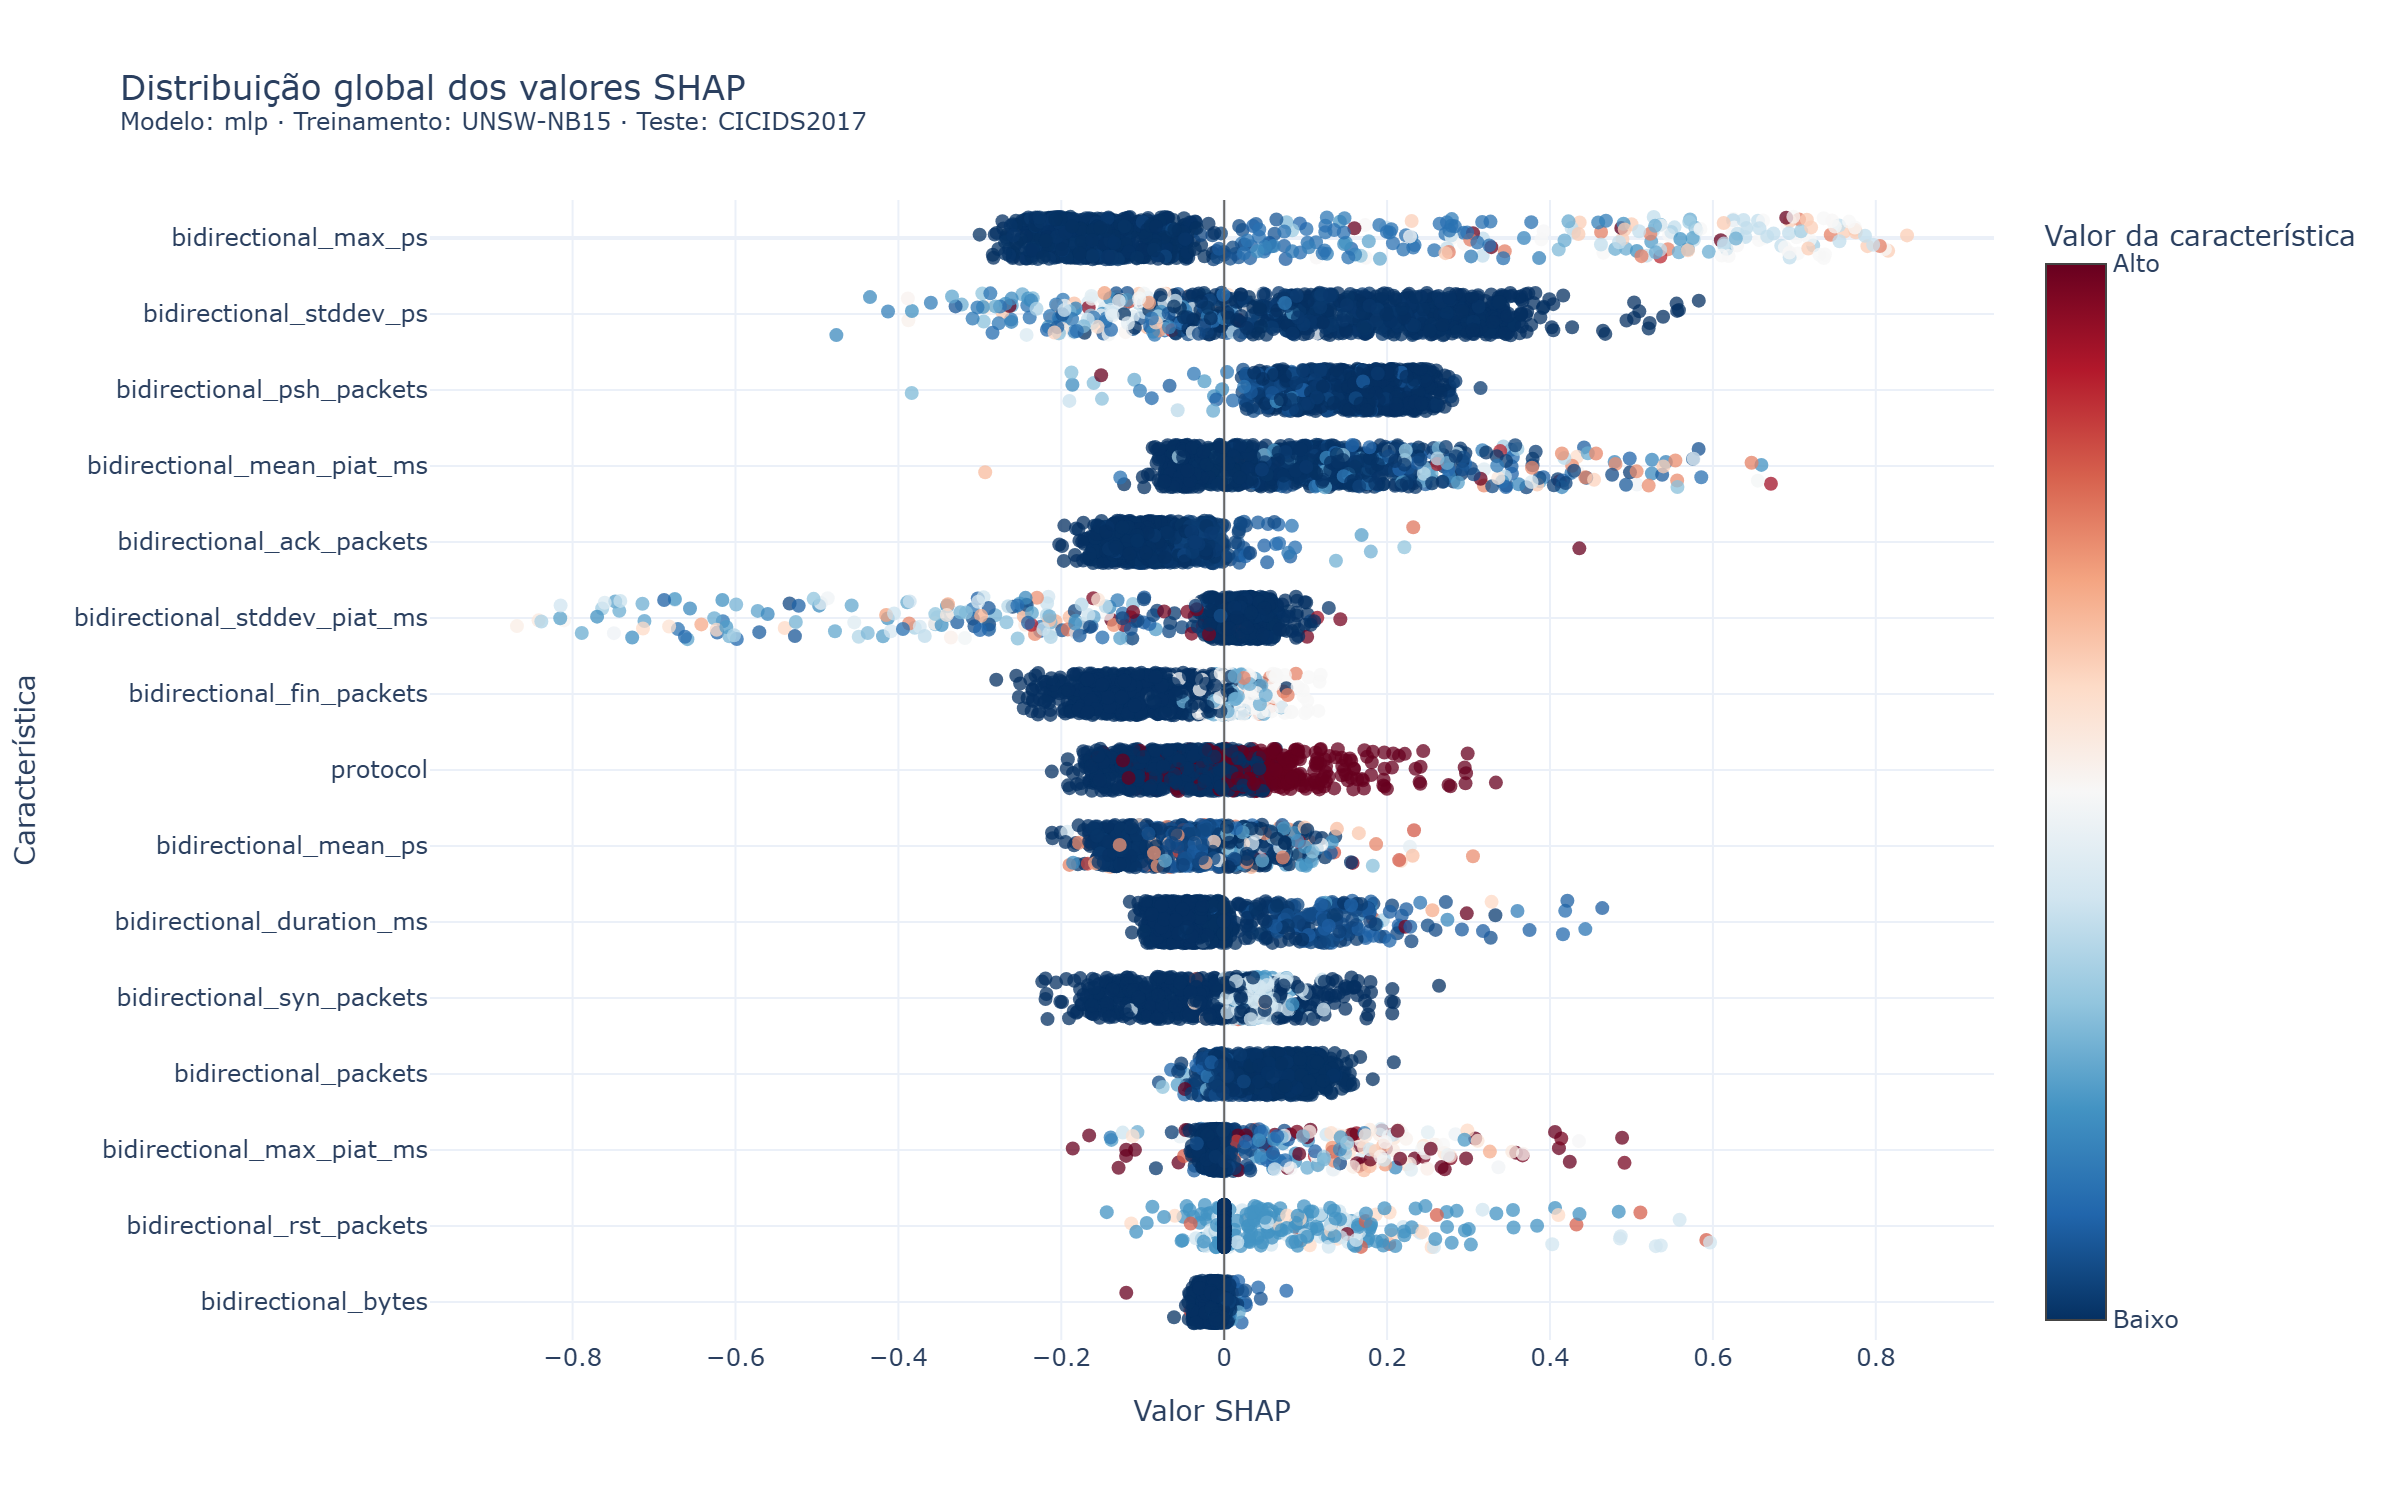 Distribuição global dos valores SHAP
Modelo: mlp · Treinamento: UNSW-NB15 · Teste: CICIDS2017
Característica
bidirectional_max_ps
bidirectional_stddev_ps
bidirectional_psh_packets
bidirectional_mean_piat_ms
bidirectional_ack_packets
bidirectional_stddev_piat_ms
bidirectional_fin_packets
protocol
bidirectional_mean_ps
bidirectional_duration_ms
bidirectional_syn_packets
bidirectional_packets
bidirectional_max_piat_ms
bidirectional_rst_packets
bidirectional_bytes
−0.8 −0.6 −0.4 −0.2 0 0.2 0.4 0.6 0.8
Valor SHAP
Valor da característica
Alto
Baixo